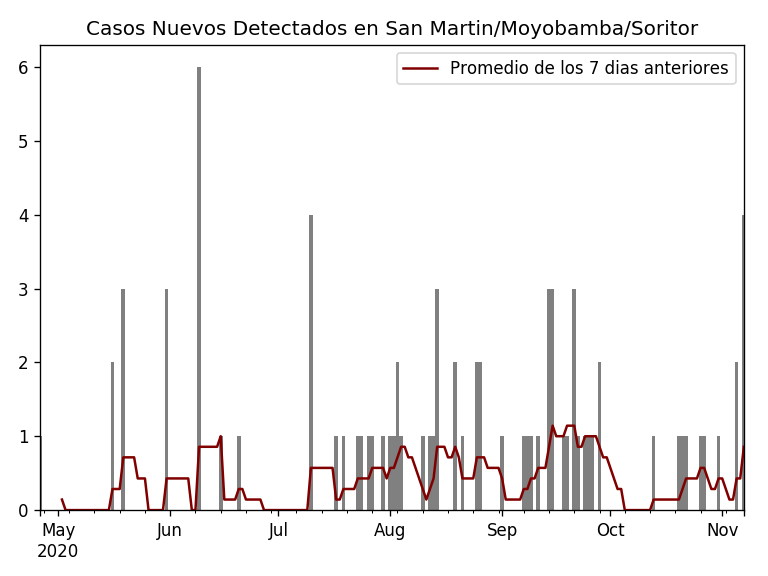 Casos Nuevos Detectados en San Martin/Moyobamba/Soritor
Promedio de los 7 dias anteriores
6
5
4
3
2
1
0
May Jun Jul Aug Sep Oct Nov
2020